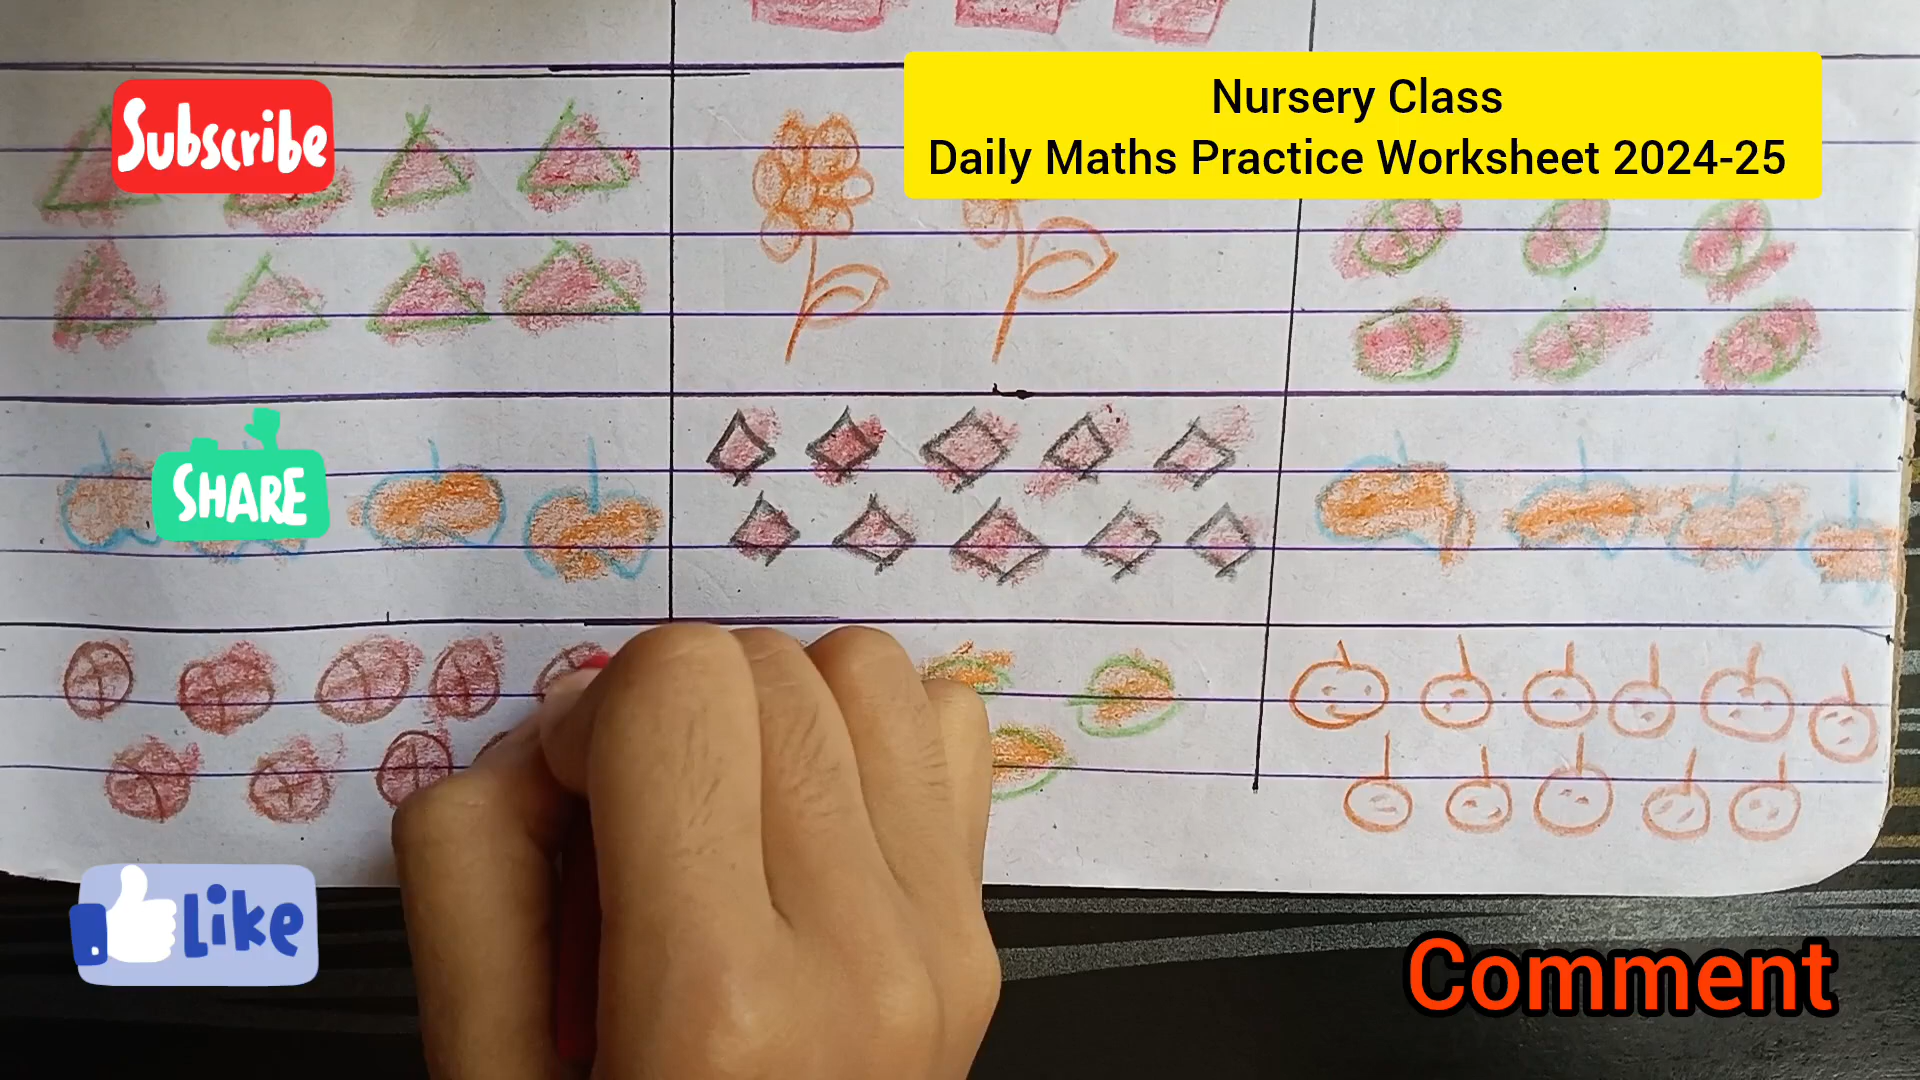 Nursery Class
Daily Maths Practice Worksheet 2024-25
Subscribe
SHARE
Like
Comment